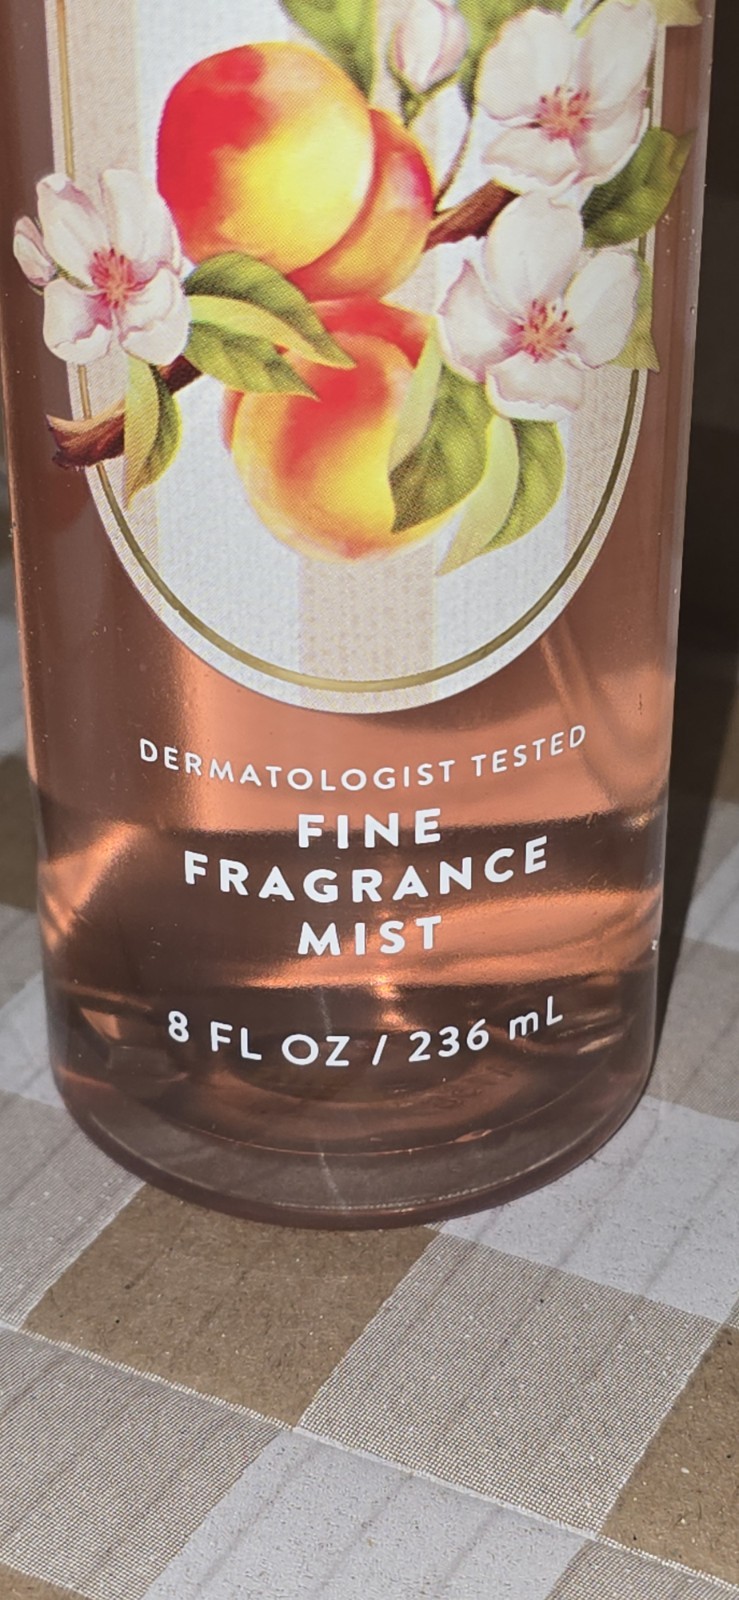 DERMATOLOGIST TESTED
FINE
FRAGRANCE
MIST
8 FL OZ / 236 mL